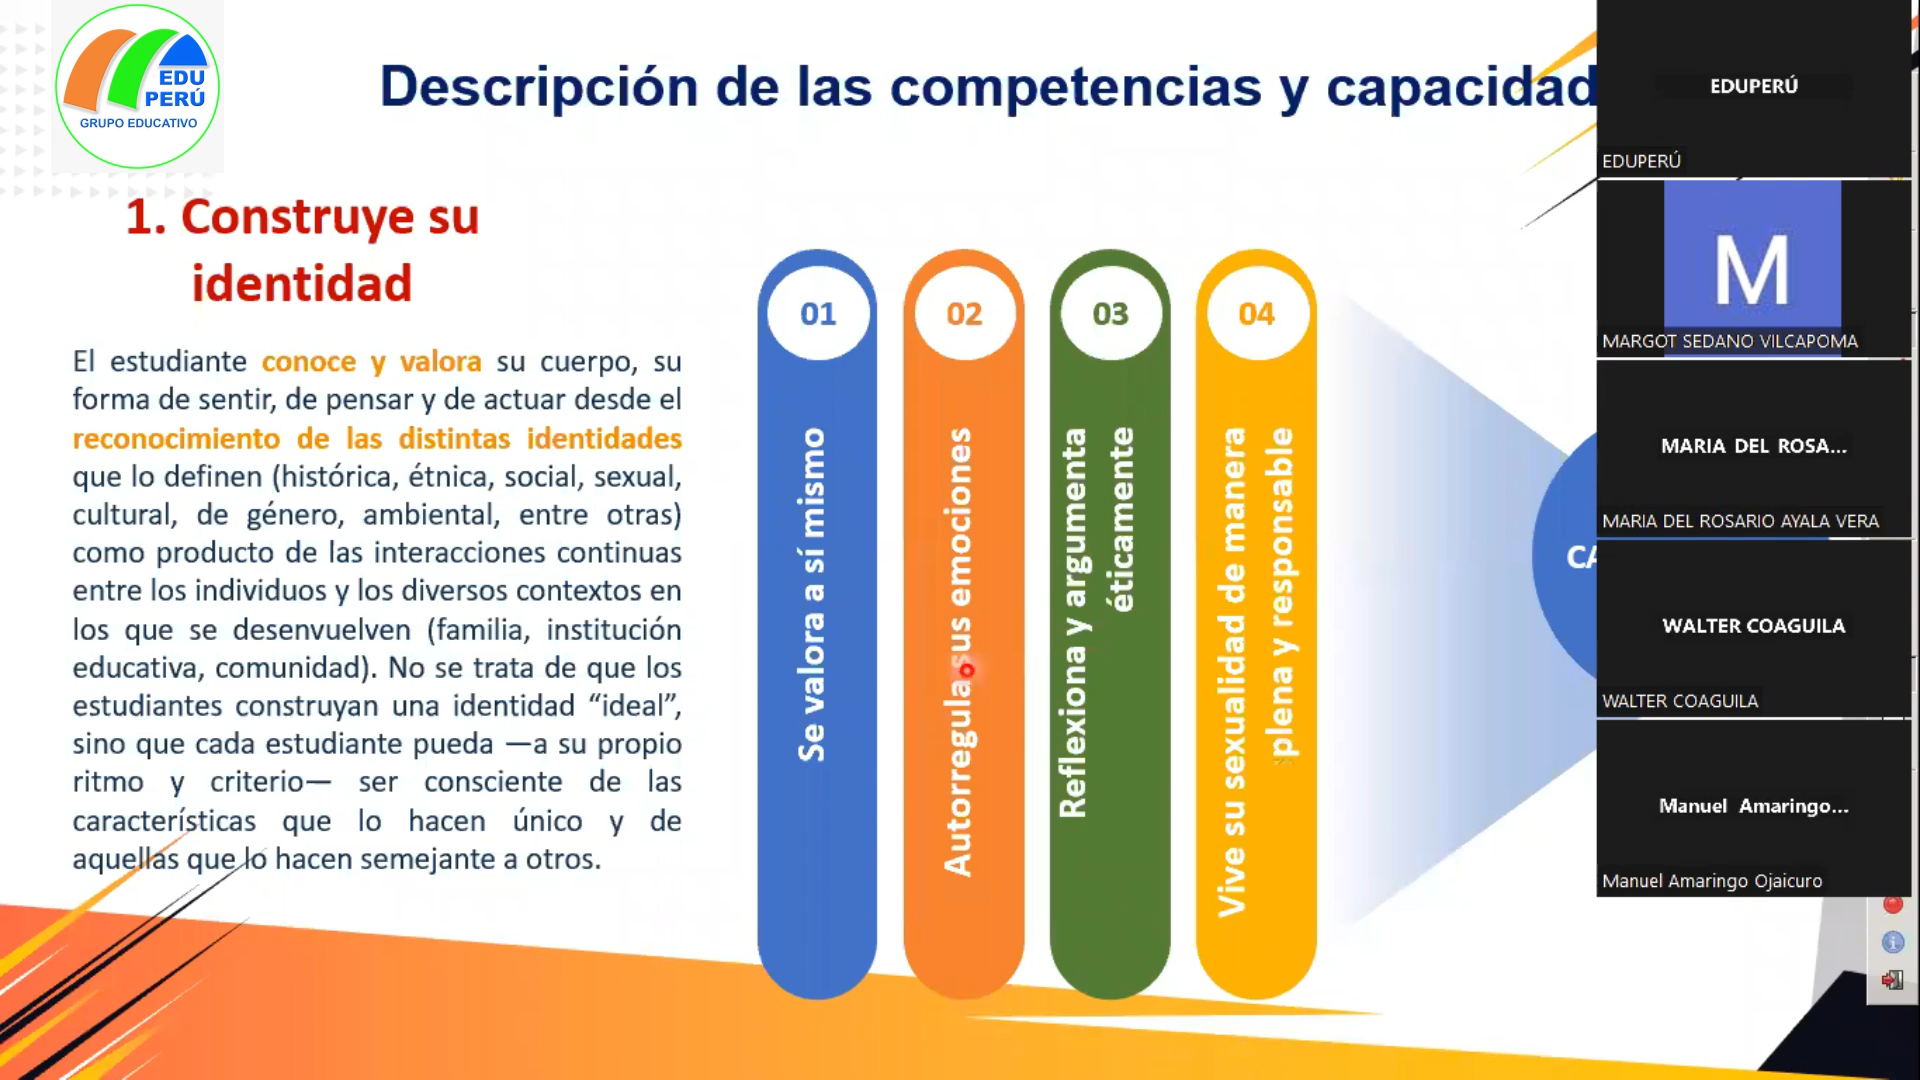 EDU
PERÚ
GRUPO EDUCATIVO
Descripción de las competencias y capacidad
1. Construye su
identidad
El estudiante conoce y valora su cuerpo, su
forma de sentir, de pensar y de actuar desde el
reconocimiento de las distintas identidades
que lo definen (histórica, étnica, social, sexual,
cultural, de género, ambiental, entre otras)
como producto de las interacciones continuas
entre los individuos y los diversos contextos en
los que se desenvuelven (familia, institución
educativa, comunidad). No se trata de que los
estudiantes construyan una identidad “ideal”,
sino que cada estudiante pueda —a su propio
ritmo y criterio— ser consciente de las
características que lo hacen único y de
aquellas que lo hacen semejante a otros.
01
Se valora a sí mismo
02
Autorregula sus emociones
03
Reflexiona y argumenta
éticamente
04
Vive su sexualidad de manera
plena y responsable
CA
EDUPERÚ
EDUPERÚ
M
MARGOT SEDANO VILCAPOMA
MARIA DEL ROSA...
MARIA DEL ROSARIO AYALA VERA
WALTER COAGUILA
WALTER COAGUILA
Manuel Amaringo...
Manuel Amaringo Ojaicuro